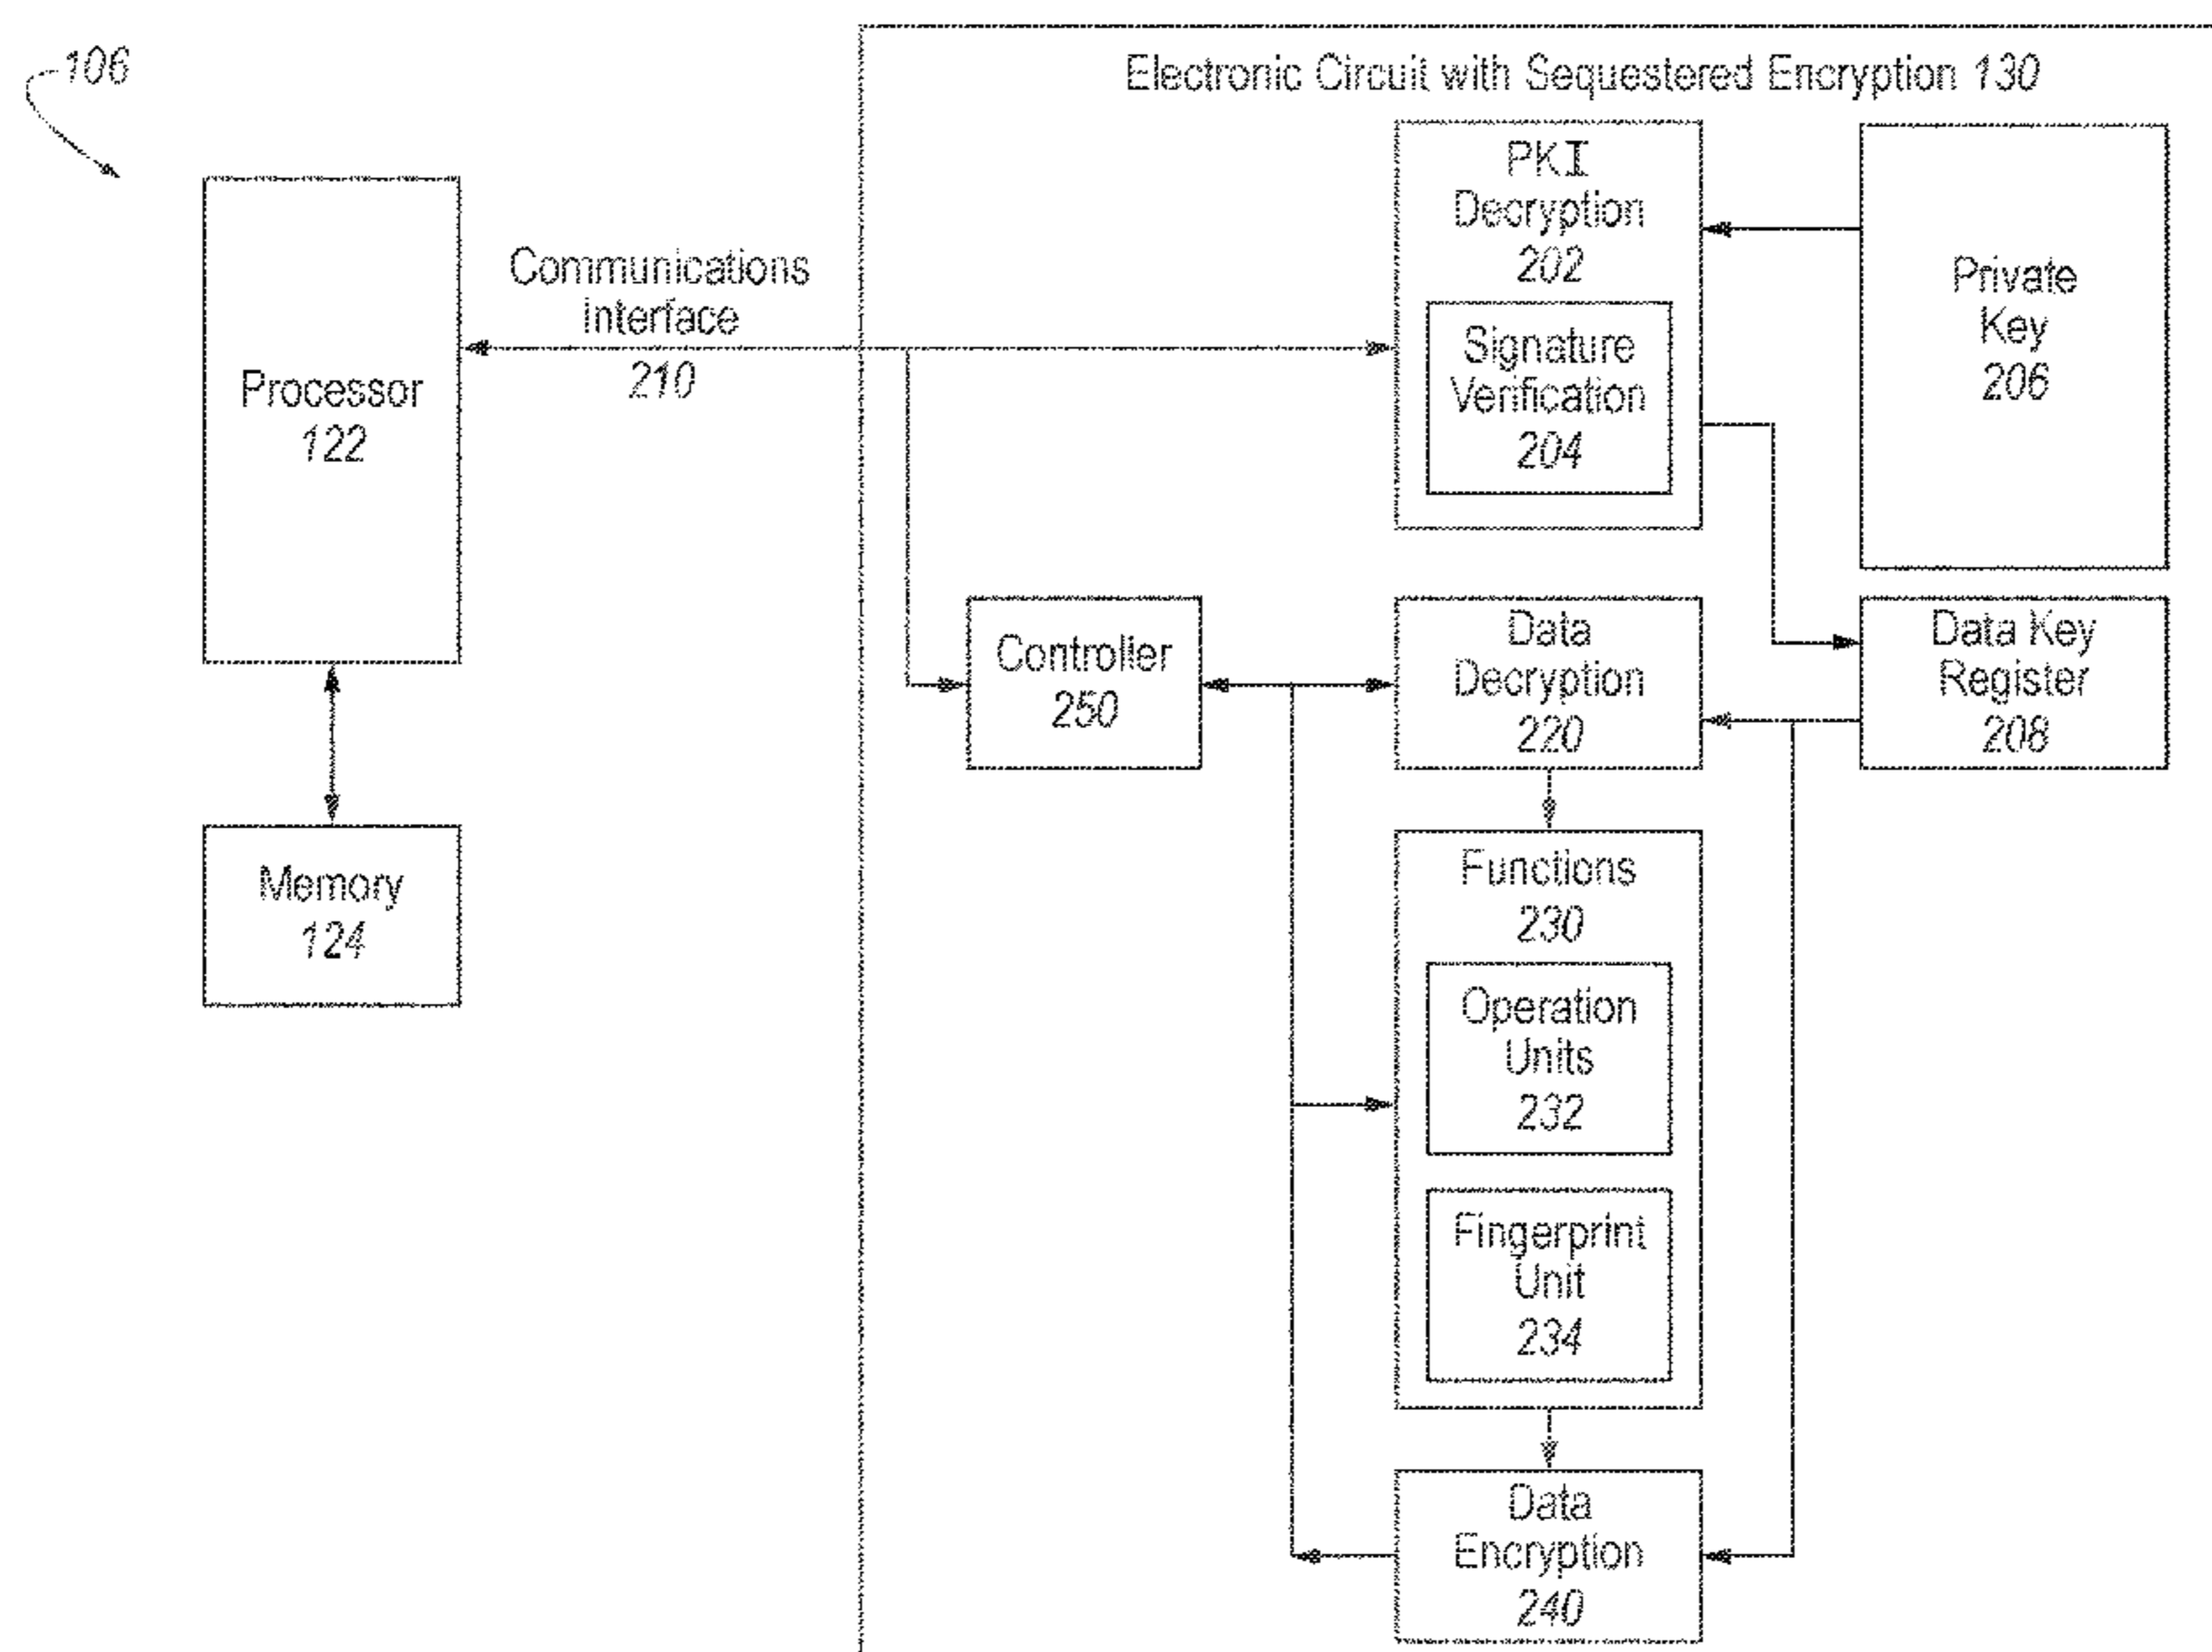 106
Electronic Circuit with Sequestered Encryption 130
Processor
122
Memory
124
Communications
Interface
210
PKI
Decryption
202
Signature
Verification
204
Private
Key
206
Controller
250
Data
Decryption
220
Data Key
Register
208
Functions
230
Operation
Units
232
Fingerprint
Unit
234
Data
Encryption
240